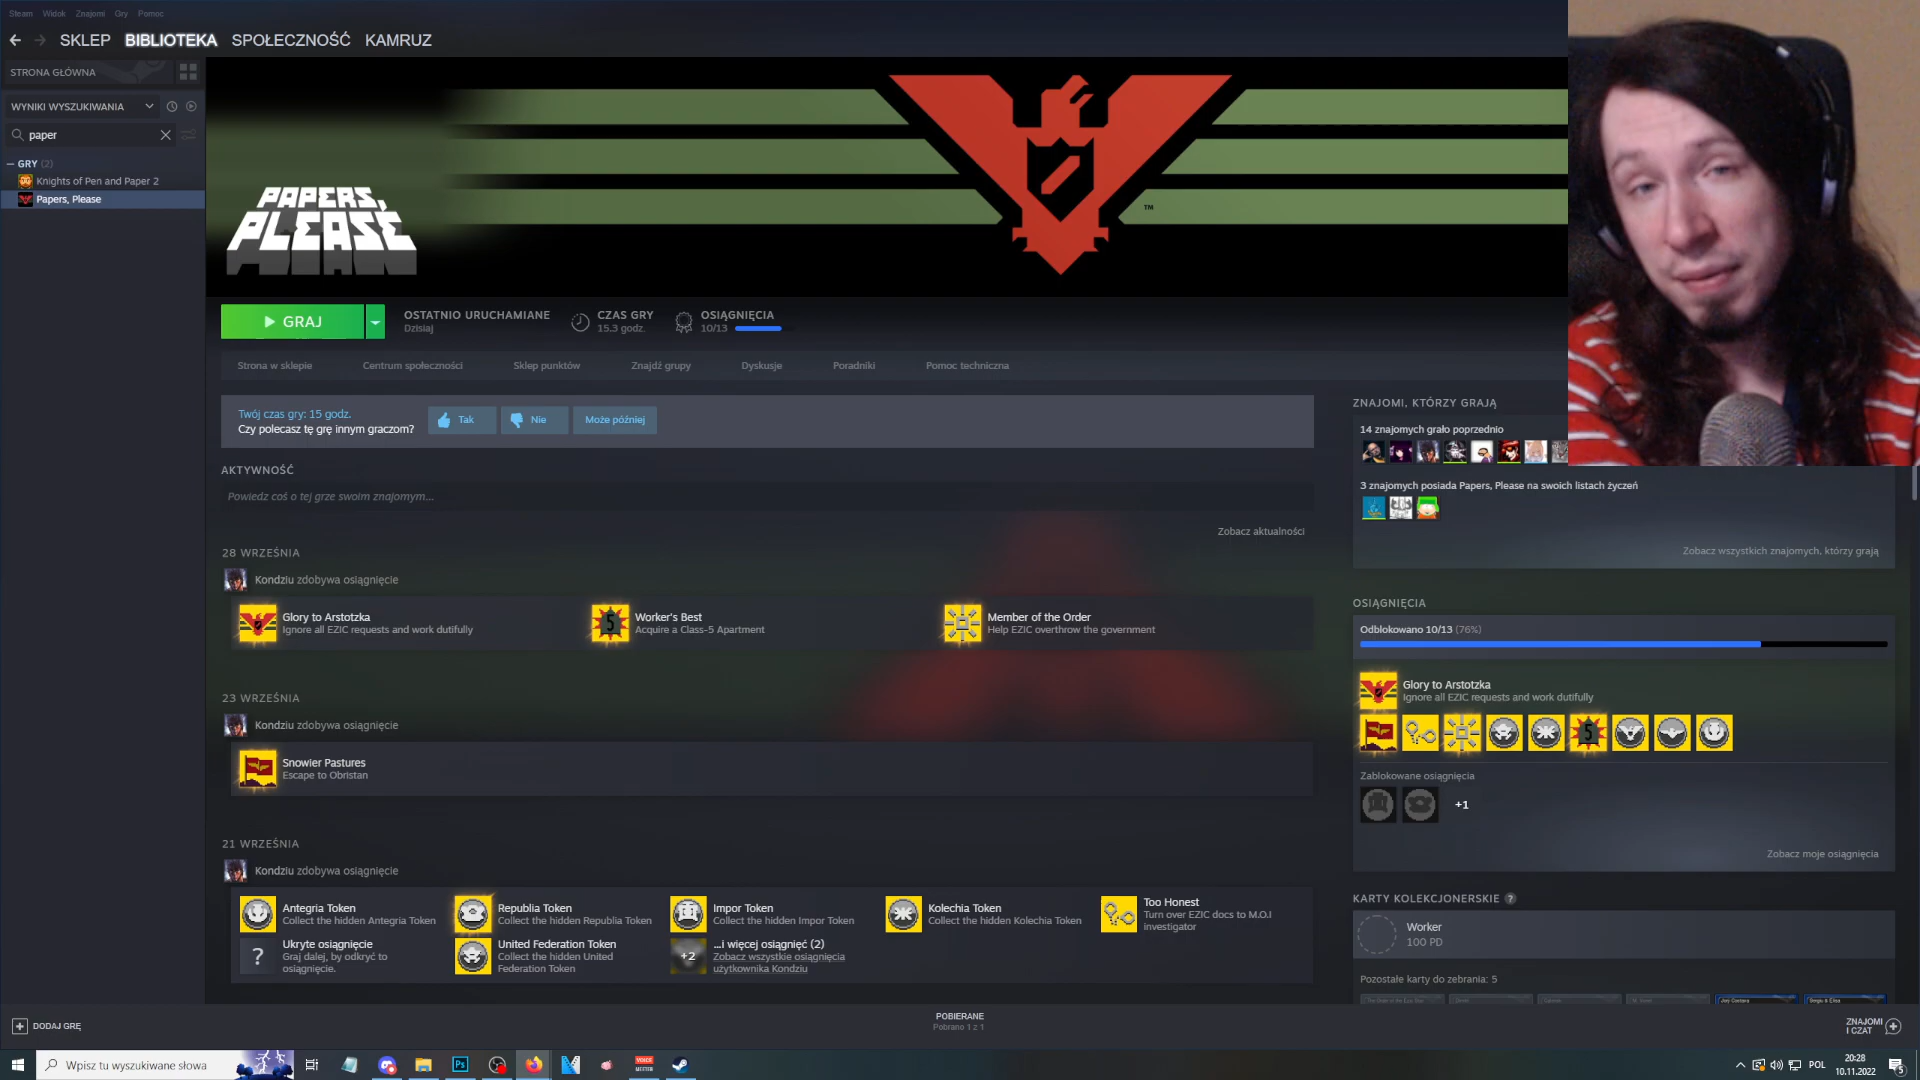 Steam Widok Znajomi Gry Pomoc
SKLEP BIBLIOTEKA SPOŁECZNOŚĆ KAMRUZ
STRONA GŁÓWNA
WYNIKI WYSZUKIWANIA
paper
GRY (2)
Knights of Pen and Paper 2
Papers, Please
PAPERS,
PLEASE
TM
GRAJ
OSTATNIO URUCHAMIANE
Dzisiaj
CZAS GRY
15.3 godz.
OSIĄGNIĘCIA
10/13
Strona w sklepie Centrum społeczności Sklep punktów Znajdź grupy Dyskusje Poradniki Pomoc techniczna
Twój czas gry: 15 godz.
Czy polecasz tę grę innym graczom?
Tak
Nie
Może później
AKTYWNOŚĆ
Powiedz coś o tej grze swoim znajomym...
Zobacz aktualności
28 WRZEŚNIA
Kondziu zdobywa osiągnięcie
Glory to Arstotzka
Ignore all EZIC requests and work dutifully
5
Worker's Best
Acquire a Class-5 Apartment
Member of the Order
Help EZIC overthrow the government
23 WRZEŚNIA
Kondziu zdobywa osiągnięcie
Snowier Pastures
Escape to Obristan
21 WRZEŚNIA
Kondziu zdobywa osiągnięcie
Antegria Token
Collect the hidden Antegria Token
Republia Token
Collect the hidden Republia Token
Impor Token
Collect the hidden Impor Token
Kolechia Token
Collect the hidden Kolechia Token
Too Honest
Turn over EZIC docs to M.O.I
investigator
?
Ukryte osiągnięcie
Graj dalej, by odkryć to
osiągnięcie.
United Federation Token
Collect the hidden United
Federation Token
+2
...i więcej osiągnięć (2)
Zobacz wszystkie osiągnięcia
użytkownika Kondziu
ZNAJOMI, KTÓRZY GRAJĄ
14 znajomych grało poprzednio
3 znajomych posiada Papers, Please na swoich listach życzeń
Zobacz wszystkich znajomych, którzy grają
OSIĄGNIĘCIA
Odblokowano 10/13 (76%)
Glory to Arstotzka
Ignore all EZIC requests and work dutifully
5
Zablokowane osiągnięcia
+1
Zobacz moje osiągnięcia
KARTY KOLEKCJONERSKIE ?
Worker
100 PD
Pozostałe karty do zebrania: 5
DODAJ GRĘ
POBIERANE
Pobrano 1 z 1
ZNAJOMI
I CZAT
Wpisz tu wyszukiwane słowa
Ps
VOICE
MEETER
POL
20:28
10.11.2022
5